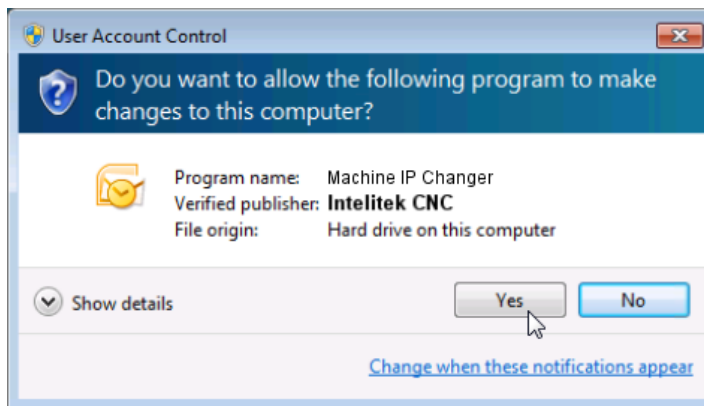 User Account Control
Do you want to allow the following program to make
changes to this computer?
Program name: Machine IP Changer
Verified publisher: Intelitek CNC
File origin: Hard drive on this computer
Show details Yes No
Change when these notifications appear